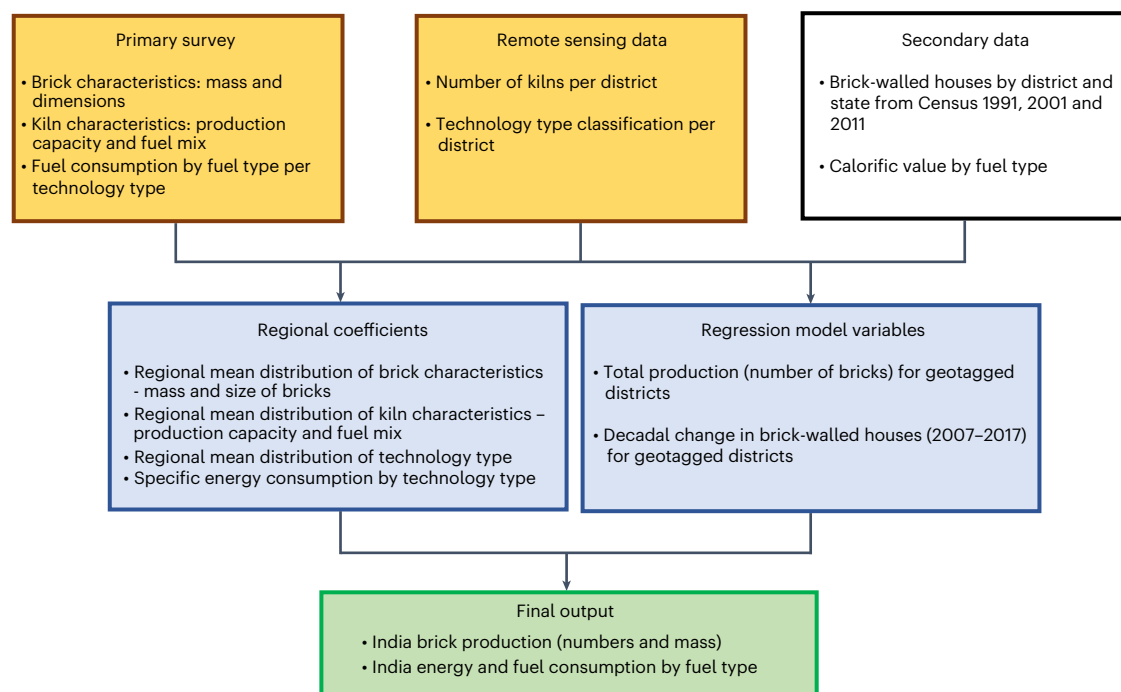 Primary survey
• Brick characteristics: mass and
dimensions
• Kiln characteristics: production
capacity and fuel mix
• Fuel consumption by fuel type per
technology type
Remote sensing data
• Number of kilns per district
• Technology type classification per
district
Secondary data
• Brick-walled houses by district and
state from Census 1991, 2001 and
2011
• Calorific value by fuel type
Regional coefficients
• Regional mean distribution of brick characteristics
- mass and size of bricks
• Regional mean distribution of kiln characteristics –
production capacity and fuel mix
• Regional mean distribution of technology type
• Specific energy consumption by technology type
Regression model variables
• Total production (number of bricks) for geotagged
districts
• Decadal change in brick-walled houses (2007–2017)
for geotagged districts
Final output
• India brick production (numbers and mass)
• India energy and fuel consumption by fuel type